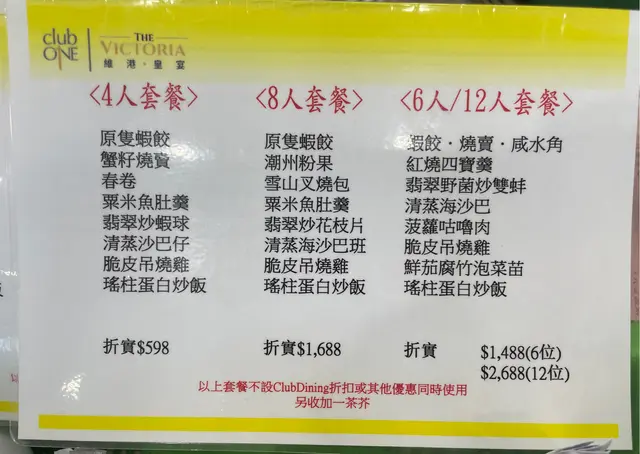 club ONE
THE VICTORIA
維港·皇宴
<4人套餐>
原隻蝦餃
蟹籽燒賣
春卷
粟米魚肚羹
翡翠炒蝦球
清蒸沙巴仔
脆皮吊燒雞
瑤柱蛋白炒飯
折實$598
<8人套餐>
原隻蝦餃
潮州粉果
雪山叉燒包
粟米魚肚羹
翡翠炒花枝片
清蒸海沙巴班
脆皮吊燒雞
瑤柱蛋白炒飯
折實$1,688
<6人/12人套餐>
蝦餃·燒賣·咸水角
紅燒四寶羹
翡翠野菌炒雙蚌
清蒸海沙巴
菠蘿咕嚕肉
脆皮吊燒雞
鮮茄腐竹泡菜苗
瑤柱蛋白炒飯
折實 $1,488(6位)
$2,688(12位)
以上套餐不設ClubDining折扣或其他優惠同時使用
另收加一茶芥